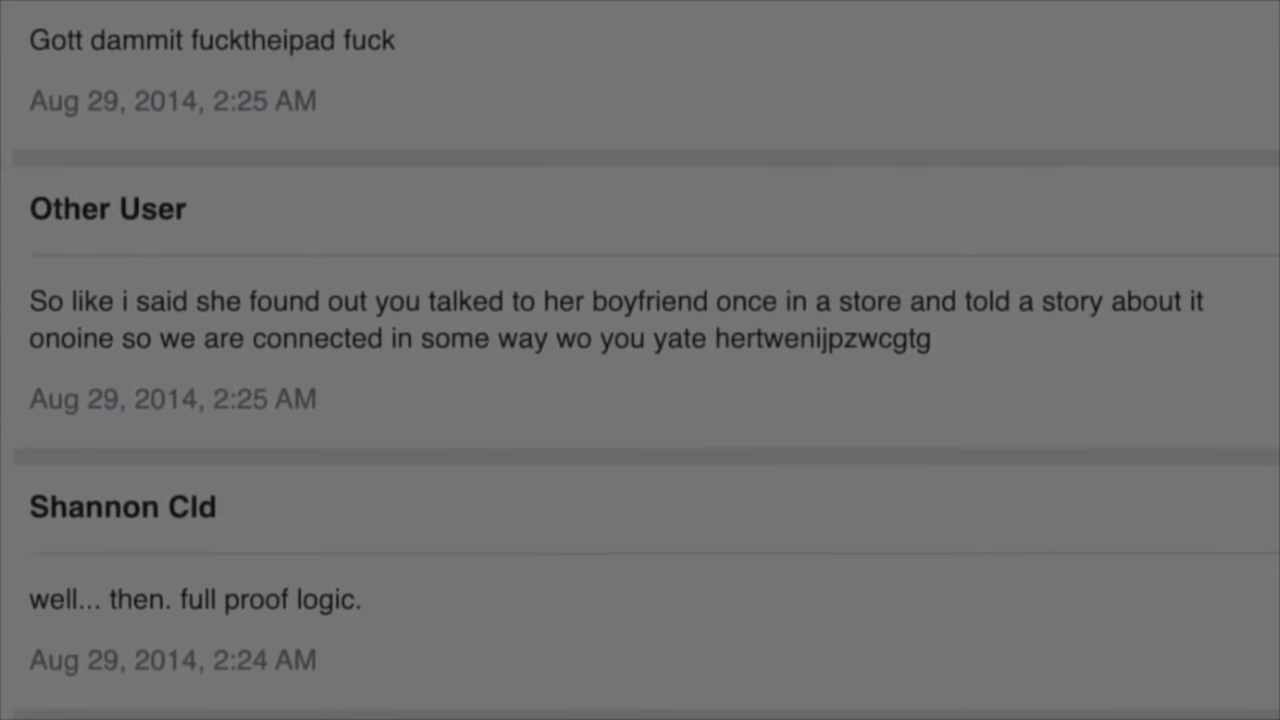 Gott dammit fucktheipad fuck
Aug 29, 2014, 2:25 AM
Other User
So like i said she found out you talked to her boyfriend once in a store and told a story about it
onoine so we are connected in some way wo you yate hertwenijpzwcgtg
Aug 29, 2014, 2:25 AM
Shannon Cld
well... then. full proof logic.
Aug 29, 2014, 2:24 AM